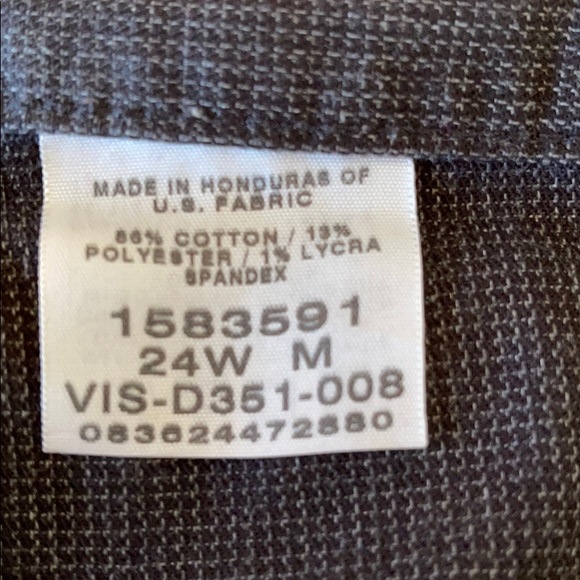 MADE IN HONDURAS OF
U.S. FABRIC
86% COTTON / 13%
POLYESTER / 1% LYCRA
SPANDEX
1583591
24W M
VIS-D351-008
083624472880